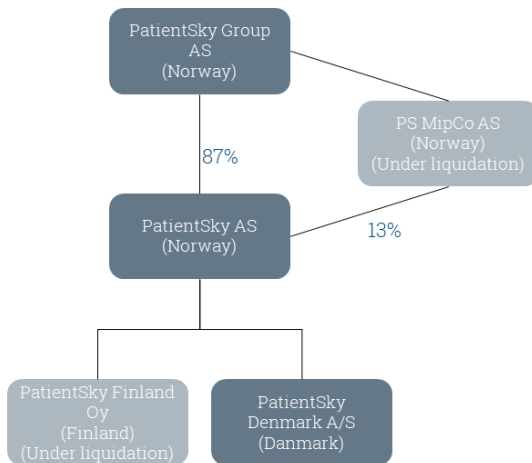 PatientSky Group
AS
(Norway)
PS MipCo AS
(Norway)
(Under liquidation)
87%
PatientSky AS
(Norway)
13%
PatientSky Finland
Oy
(Finland)
(Under liquidation)
PatientSky
Denmark A/S
(Danmark)